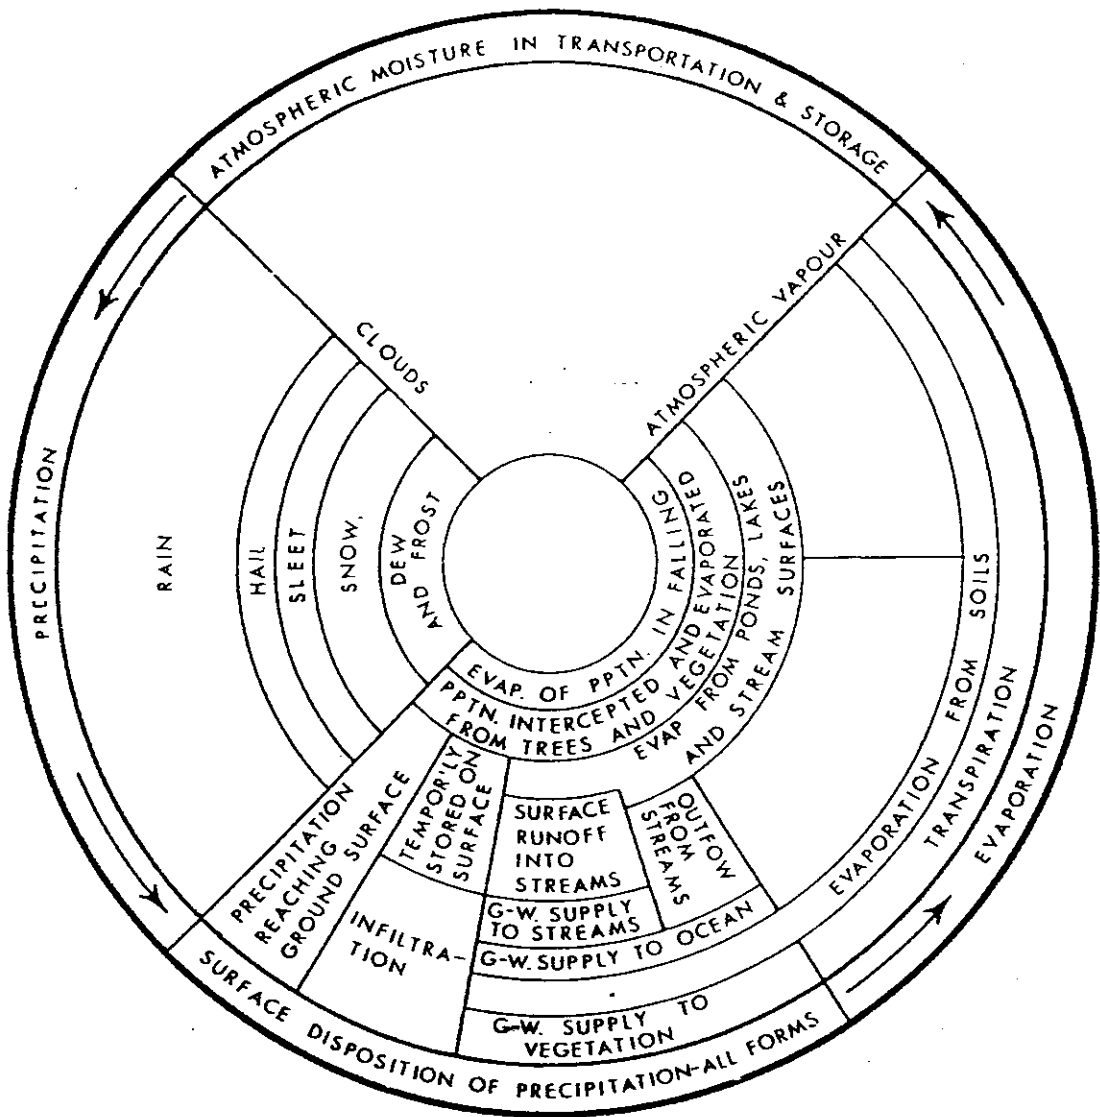 ATMOSPHERIC MOISTURE IN TRANSPORTATION & STORAGE
CLOUDS
ATMOSPHERIC VAPOUR
PRECIPITATION
RAIN
HAIL
SLEET
SNOW,
DEW
AND FROST
EVAP. OF PPTN. IN FALLING
PPTN. INTERCEPTED AND EVAPORATED
FROM TREES AND VEGETATION
EVAP FROM PONDS, LAKES
AND STREAM SURFACES
EVAPORATION FROM SOILS
TRANSPIRATION
EVAPORATION
PRECIPITATION
REACHING
GROUND SURFACE
TEMPOR'LY
STORED ON
SURFACE
INFILTRA-
TION
SURFACE
RUNOFF
INTO
STREAMS
OUTFOW
FROM
STREAMS
G-W. SUPPLY
TO STREAMS
G-W. SUPPLY TO OCEAN
G-W. SUPPLY TO
VEGETATION
SURFACE DISPOSITION OF PRECIPITATION-ALL FORMS